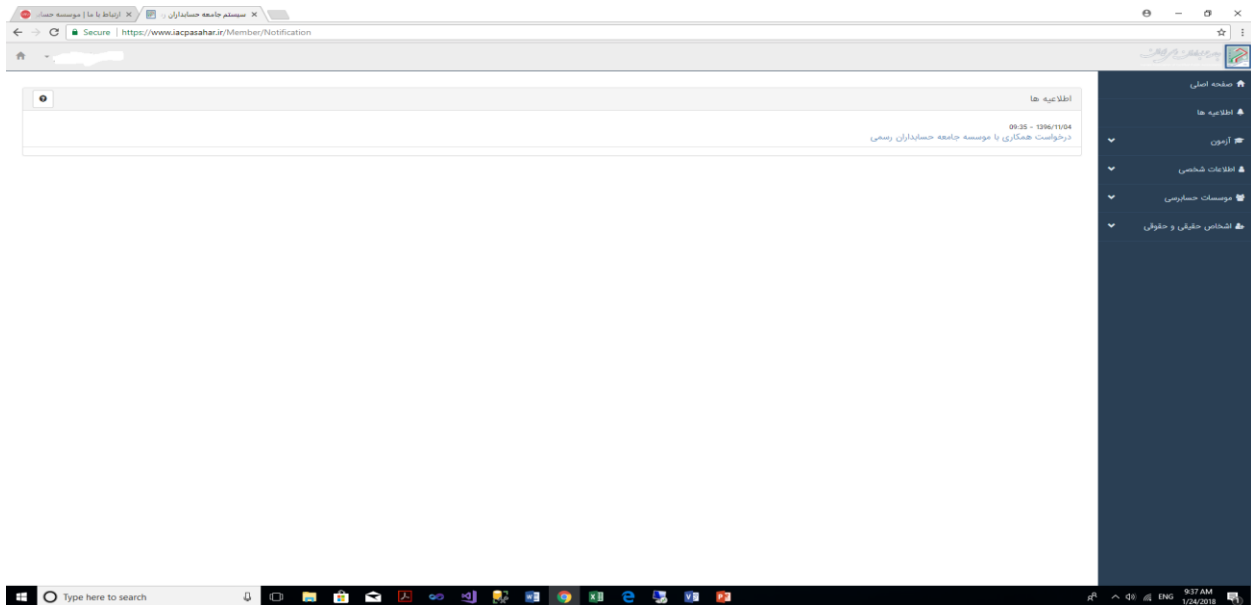 سیستم جامعه حسابداران ر
ارتباط با ما | موسسه حسا
Secure | https://www.iacpasahar.ir/Member/Notification
صفحه اصلی
اطلاعیه ها
آزمون
اطلاعات شخصی
موسسات حسابرسی
اشخاص حقیقی و حقوقی
اطلاعیه ها
1396/11/04 - 09:35
درخواست همکاری با موسسه جامعه حسابداران رسمی
Type here to search
ENG
9:37 AM
1/24/2018